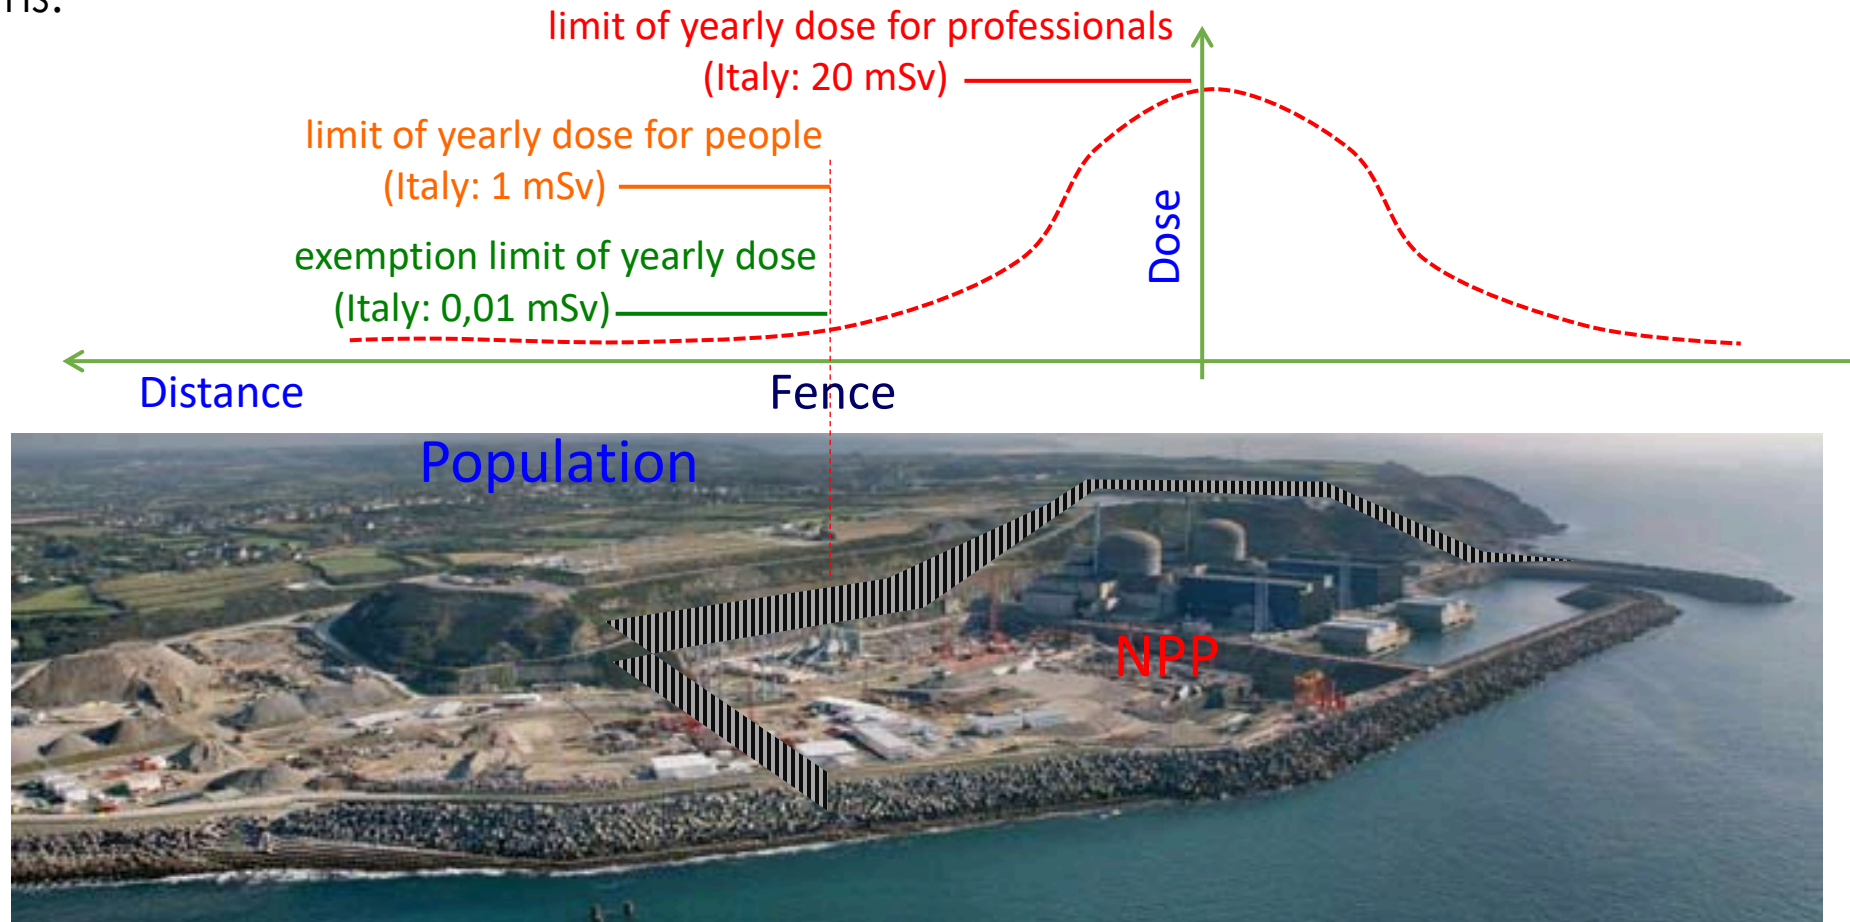 ns.
limit of yearly dose for professionals
(Italy: 20 mSv)
limit of yearly dose for people
(Italy: 1 mSv)
exemption limit of yearly dose
(Italy: 0,01 mSv)
Dose
Distance
Fence
Population
NPP